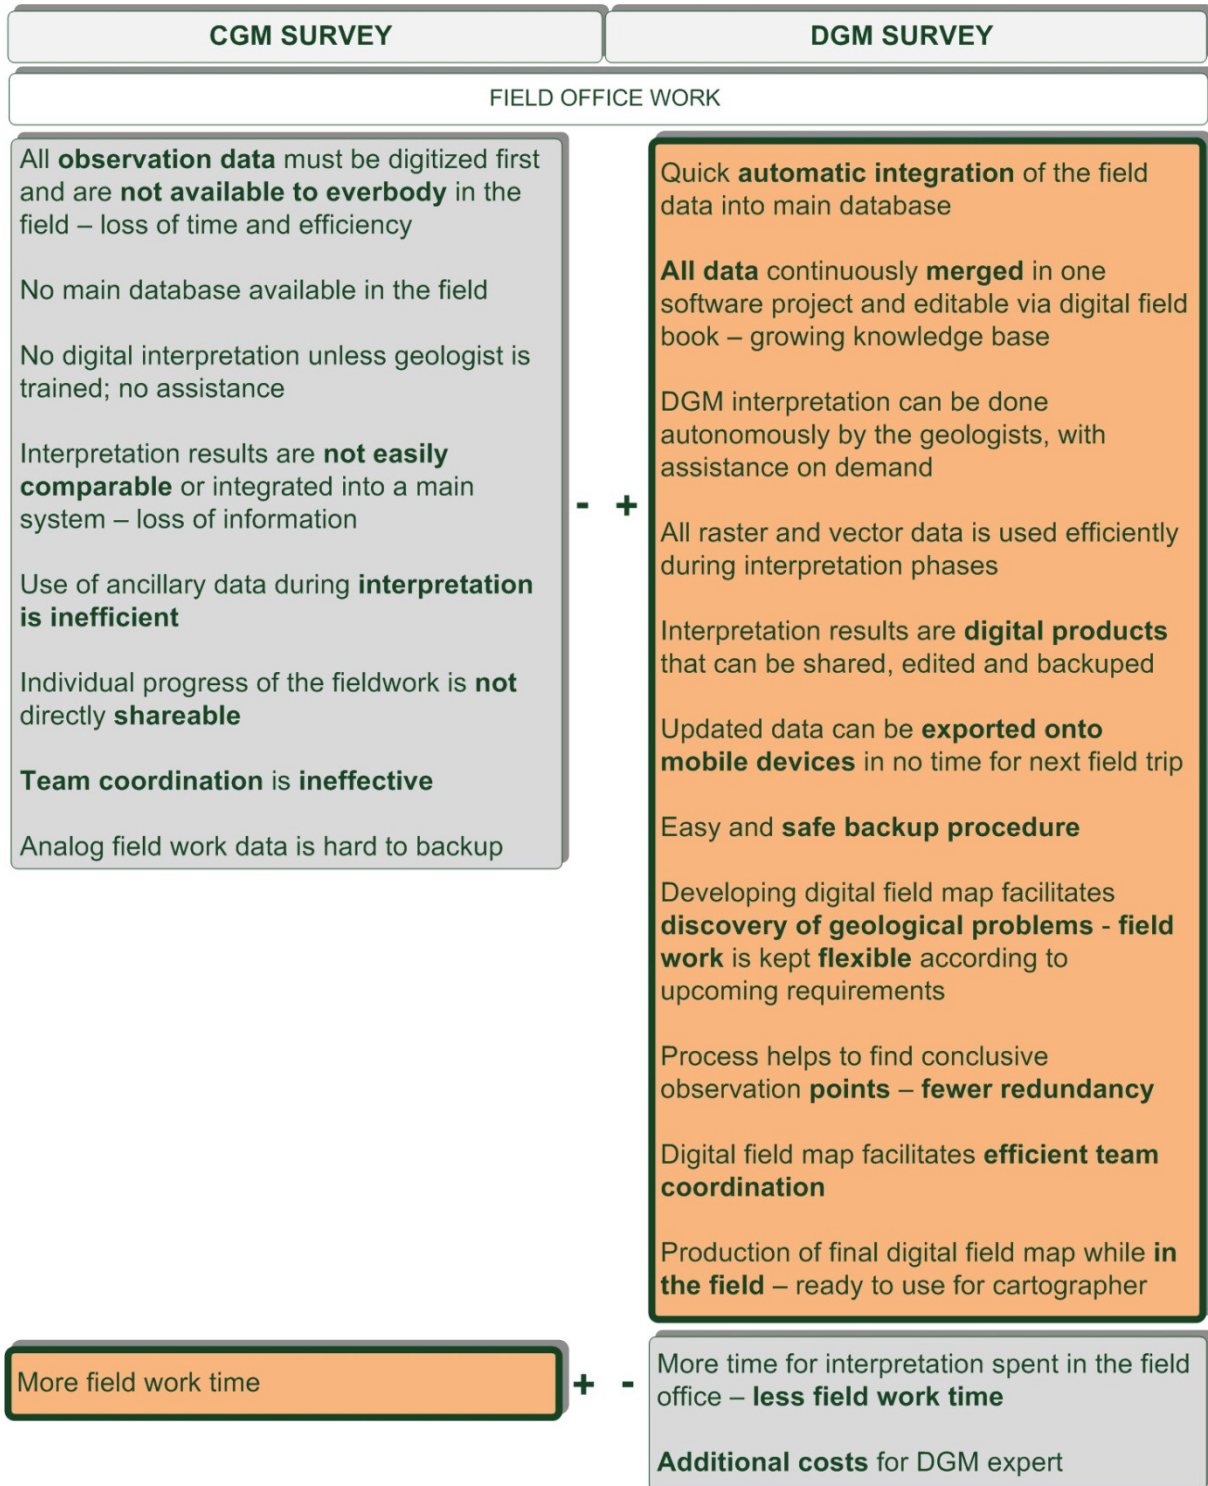 CGM SURVEY
DGM SURVEY
FIELD OFFICE WORK
All observation data must be digitized first
and are not available to everbody in the
field – loss of time and efficiency
No main database available in the field
No digital interpretation unless geologist is
trained; no assistance
Interpretation results are not easily
comparable or integrated into a main
system – loss of information
Use of ancillary data during interpretation
is inefficient
Individual progress of the fieldwork is not
directly shareable
Team coordination is ineffective
Analog field work data is hard to backup
- +
Quick automatic integration of the field
data into main database
All data continuously merged in one
software project and editable via digital field
book – growing knowledge base
DGM interpretation can be done
autonomously by the geologists, with
assistance on demand
All raster and vector data is used efficiently
during interpretation phases
Interpretation results are digital products
that can be shared, edited and backuped
Updated data can be exported onto
mobile devices in no time for next field trip
Easy and safe backup procedure
Developing digital field map facilitates
discovery of geological problems - field
work is kept flexible according to
upcoming requirements
Process helps to find conclusive
observation points – fewer redundancy
Digital field map facilitates efficient team
coordination
Production of final digital field map while in
the field – ready to use for cartographer
More field work time
+ -
More time for interpretation spent in the field
office – less field work time
Additional costs for DGM expert